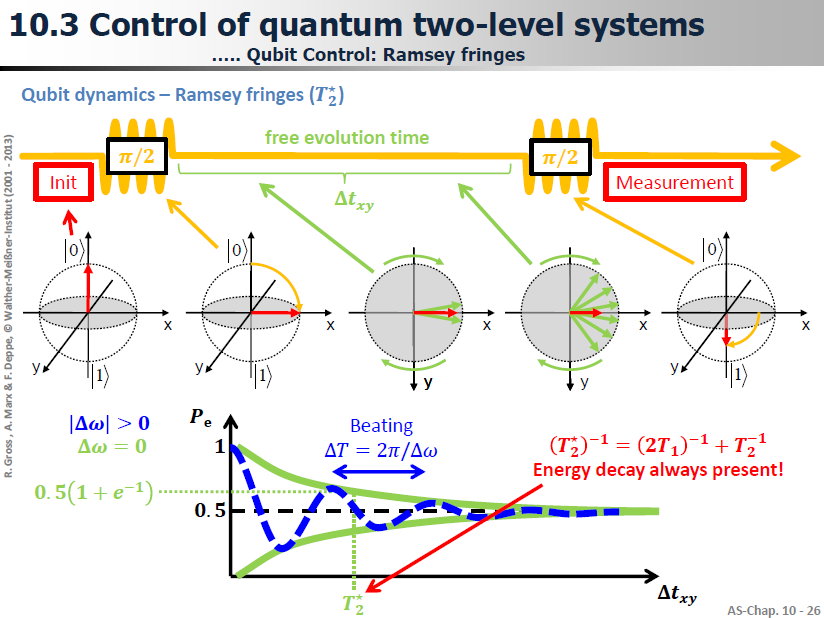 10.3 Control of quantum two-level systems
..... Qubit Control: Ramsey fringes
Qubit dynamics – Ramsey fringes (T₂*)
R. Gross , A. Marx & F. Deppe, © Walther-Meißner-Institut (2001 - 2013)
free evolution time
π/2
π/2
Init
Δt_xy
Measurement
|0⟩
|0⟩
|0⟩
x
x
x
x
x
y
y
y
y
y
|1⟩
|1⟩
|1⟩
|Δω| > 0
Δω = 0
P_e
1
0.5(1 + e⁻¹)
0.5
Beating
ΔT = 2π/Δω
(T₂*)⁻¹ = (2T₁)⁻¹ + T₂⁻¹
Energy decay always present!
T₂*
Δt_xy
AS-Chap. 10 - 26